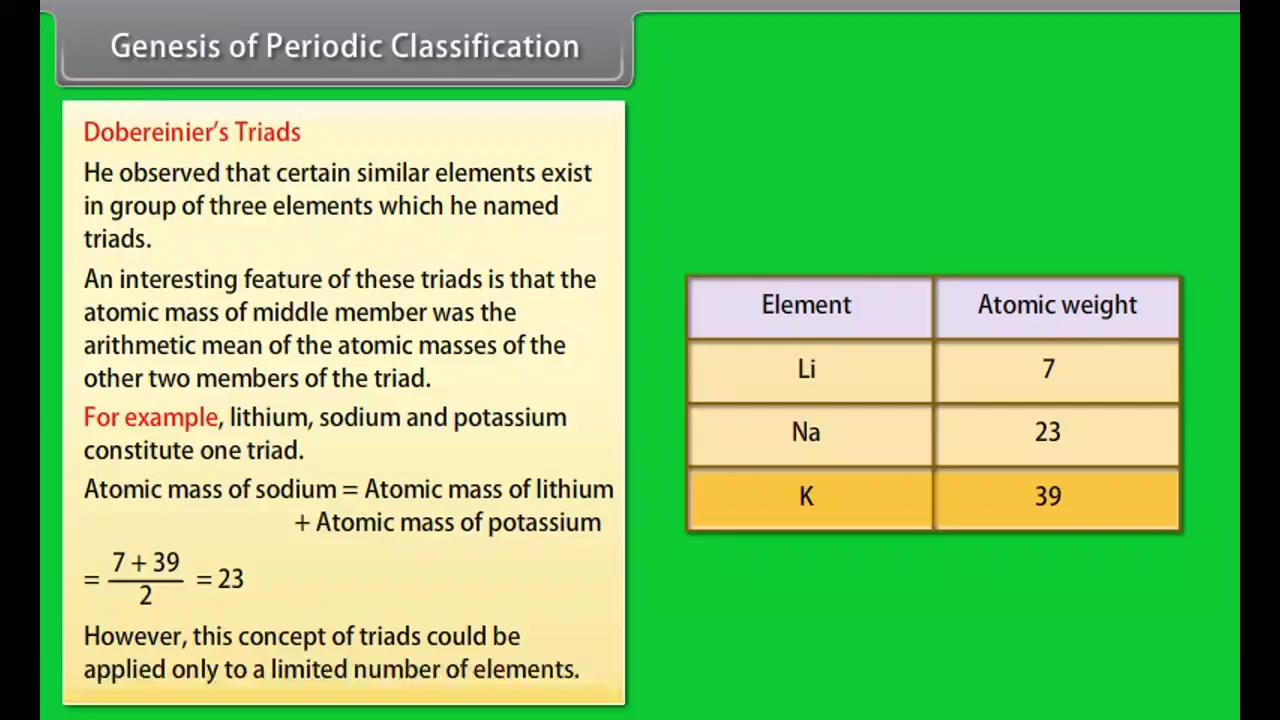 Genesis of Periodic Classification
Dobereinier's Triads
He observed that certain similar elements exist
in group of three elements which he named
triads.
An interesting feature of these triads is that the
atomic mass of middle member was the
arithmetic mean of the atomic masses of the
other two members of the triad.
For example, lithium, sodium and potassium
constitute one triad.
Atomic mass of sodium = Atomic mass of lithium
+ Atomic mass of potassium
= 7 + 39 / 2 = 23
However, this concept of triads could be
applied only to a limited number of elements.
Element Atomic weight
Li 7
Na 23
K 39